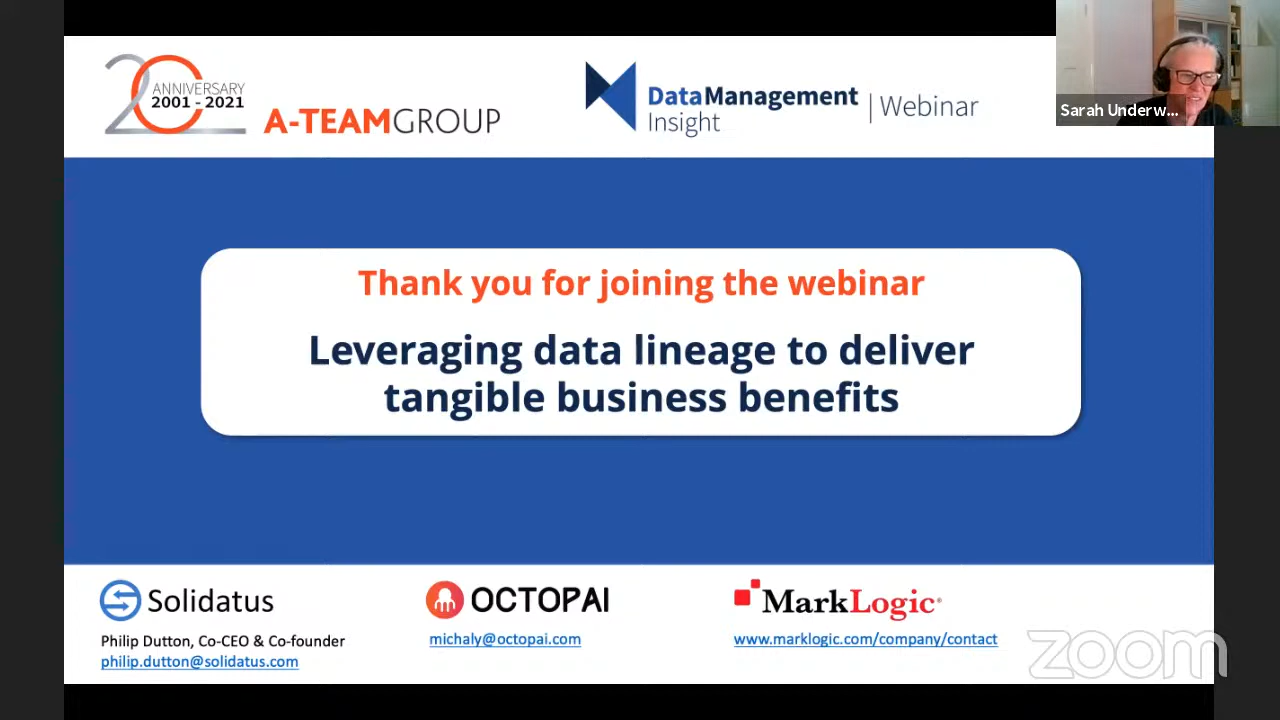 20 ANNIVERSARY
2001 - 2021
A-TEAMGROUP
DataManagement
Insight
Webinar
Sarah Underw...
Thank you for joining the webinar
Leveraging data lineage to deliver
tangible business benefits
Solidatus
Philip Dutton, Co-CEO & Co-founder
philip.dutton@solidatus.com
OCTOPAI
michaly@octopai.com
MarkLogic®
www.marklogic.com/company/contact
zoom